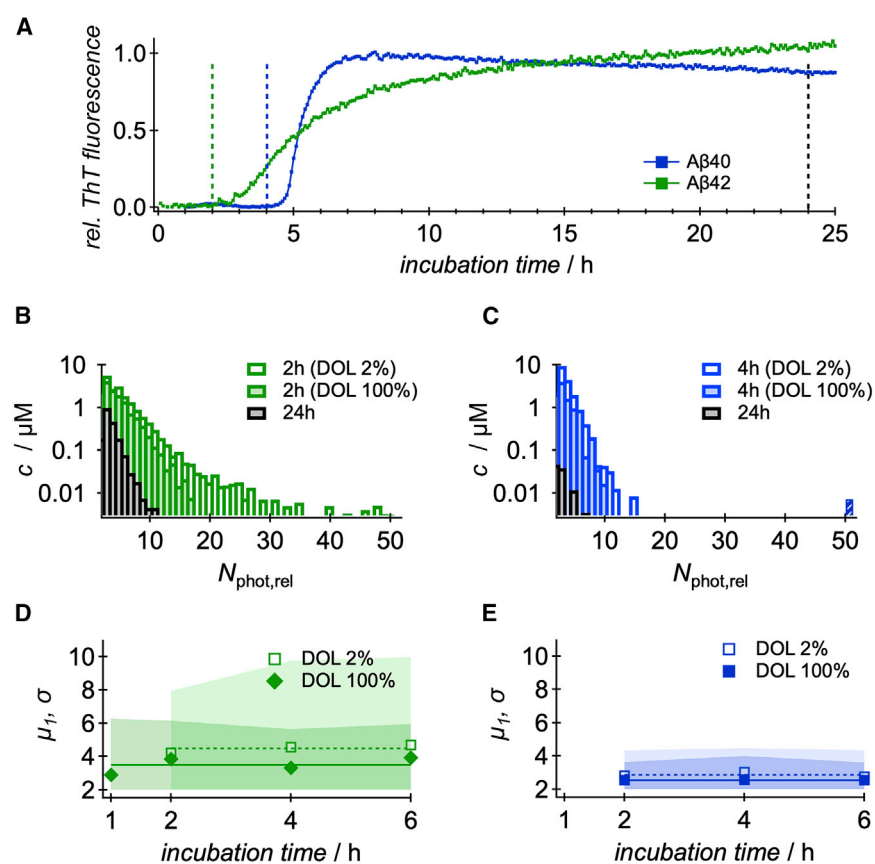 A
rel. ThT fluorescence
1.0
0.5
0.0
Aβ40
Aβ42
0 5 10 15 20 25
incubation time / h
B
c / µM
10
1
0.1
0.01
2h (DOL 2%)
2h (DOL 100%)
24h
10 20 30 40 50
Nphot,rel
C
c / µM
10
1
0.1
0.01
4h (DOL 2%)
4h (DOL 100%)
24h
10 20 30 40 50
Nphot,rel
D
µ1, σ
10
8
6
4
2
DOL 2%
DOL 100%
1 2 4 6
incubation time / h
E
µ1, σ
10
8
6
4
2
DOL 2%
DOL 100%
1 2 4 6
incubation time / h